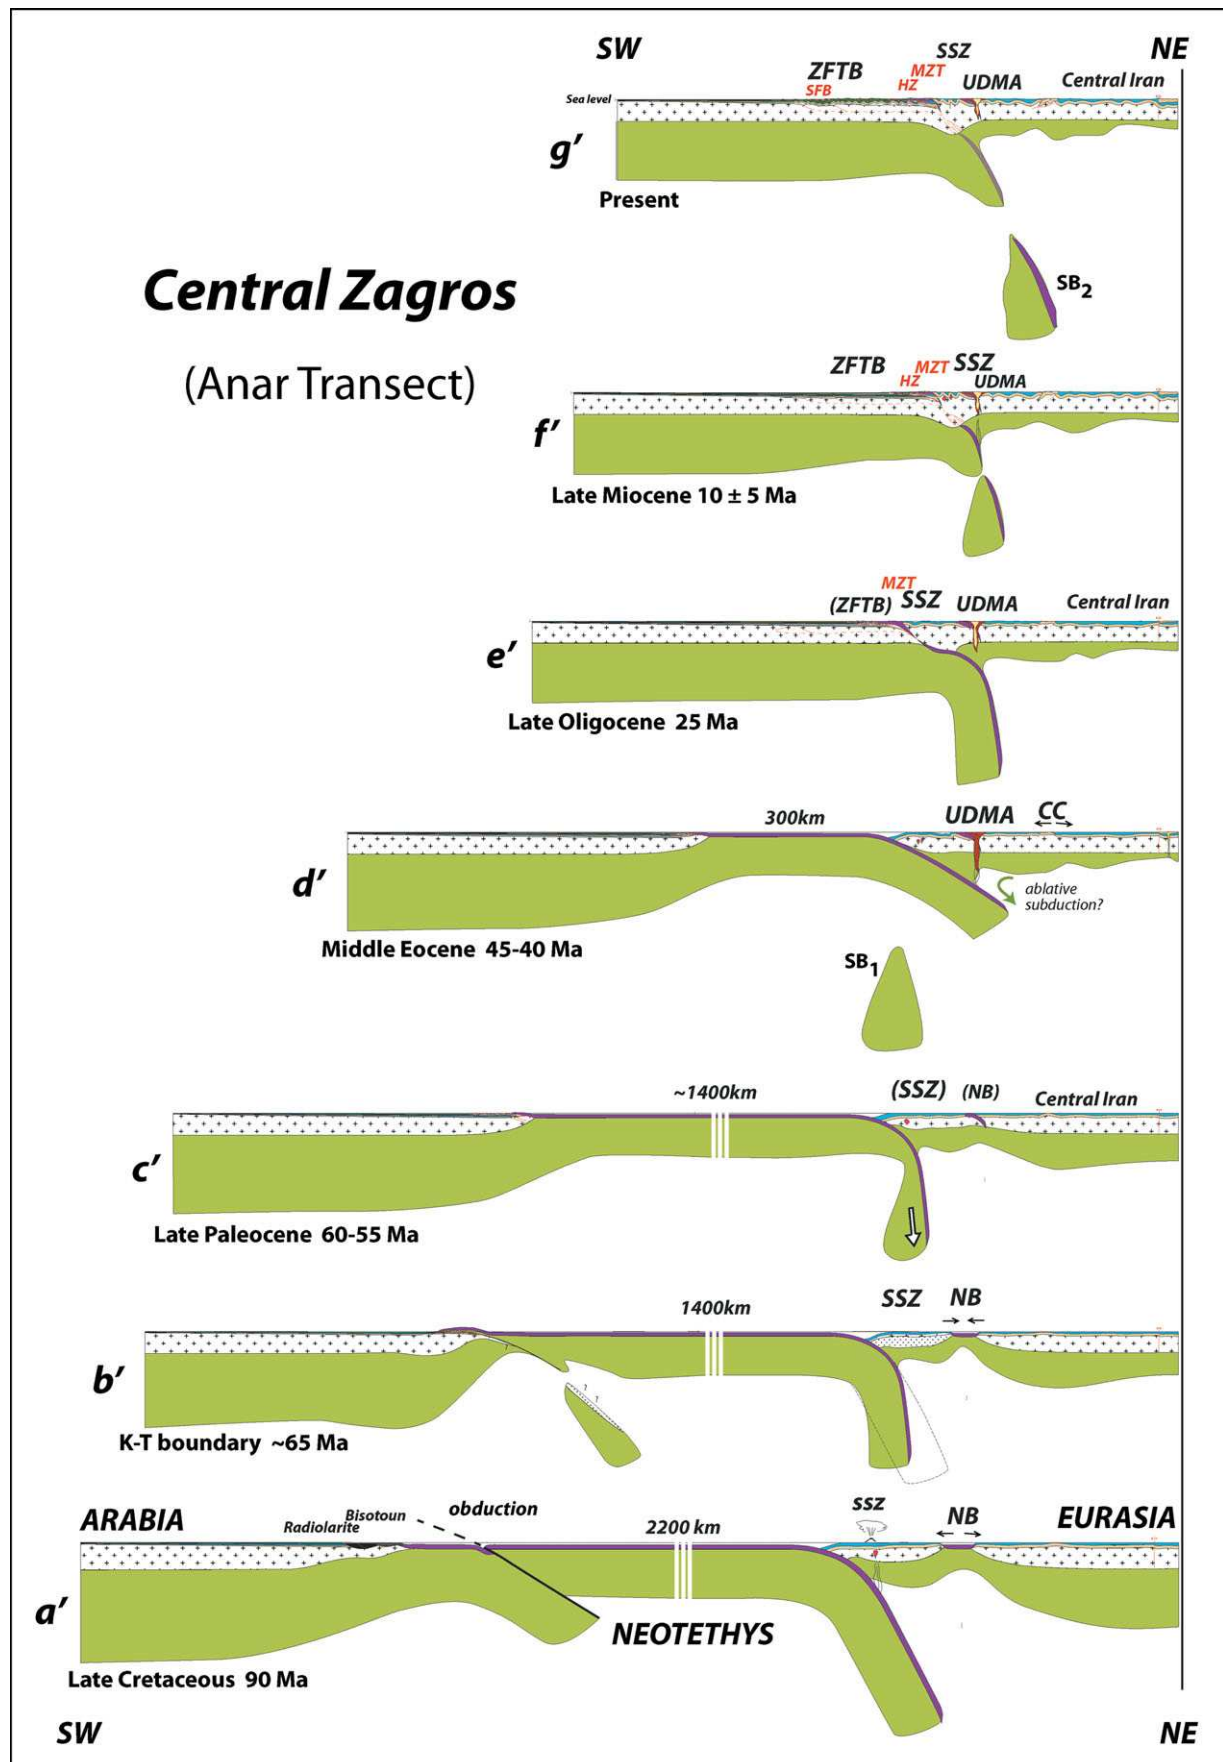 SW
NE
SSZ
ZFTB
MZT
SFB
HZ
UDMA
Central Iran
Sea level
g'
Present
Central Zagros
SB2
(Anar Transect)
ZFTB
MZT
SSZ
HZ
UDMA
f'
Late Miocene 10 ± 5 Ma
MZT
(ZFTB)
SSZ
UDMA
Central Iran
e'
Late Oligocene 25 Ma
300km
UDMA
CC
d'
ablative
subduction?
Middle Eocene 45-40 Ma
SB1
~1400km
(SSZ)
(NB)
Central Iran
c'
Late Paleocene 60-55 Ma
1400km
SSZ
NB
b'
K-T boundary ~65 Ma
ARABIA
Bisotoun
Radiolarite
obduction
2200 km
SSZ
NB
EURASIA
a'
NEOTETHYS
Late Cretaceous 90 Ma
SW
NE